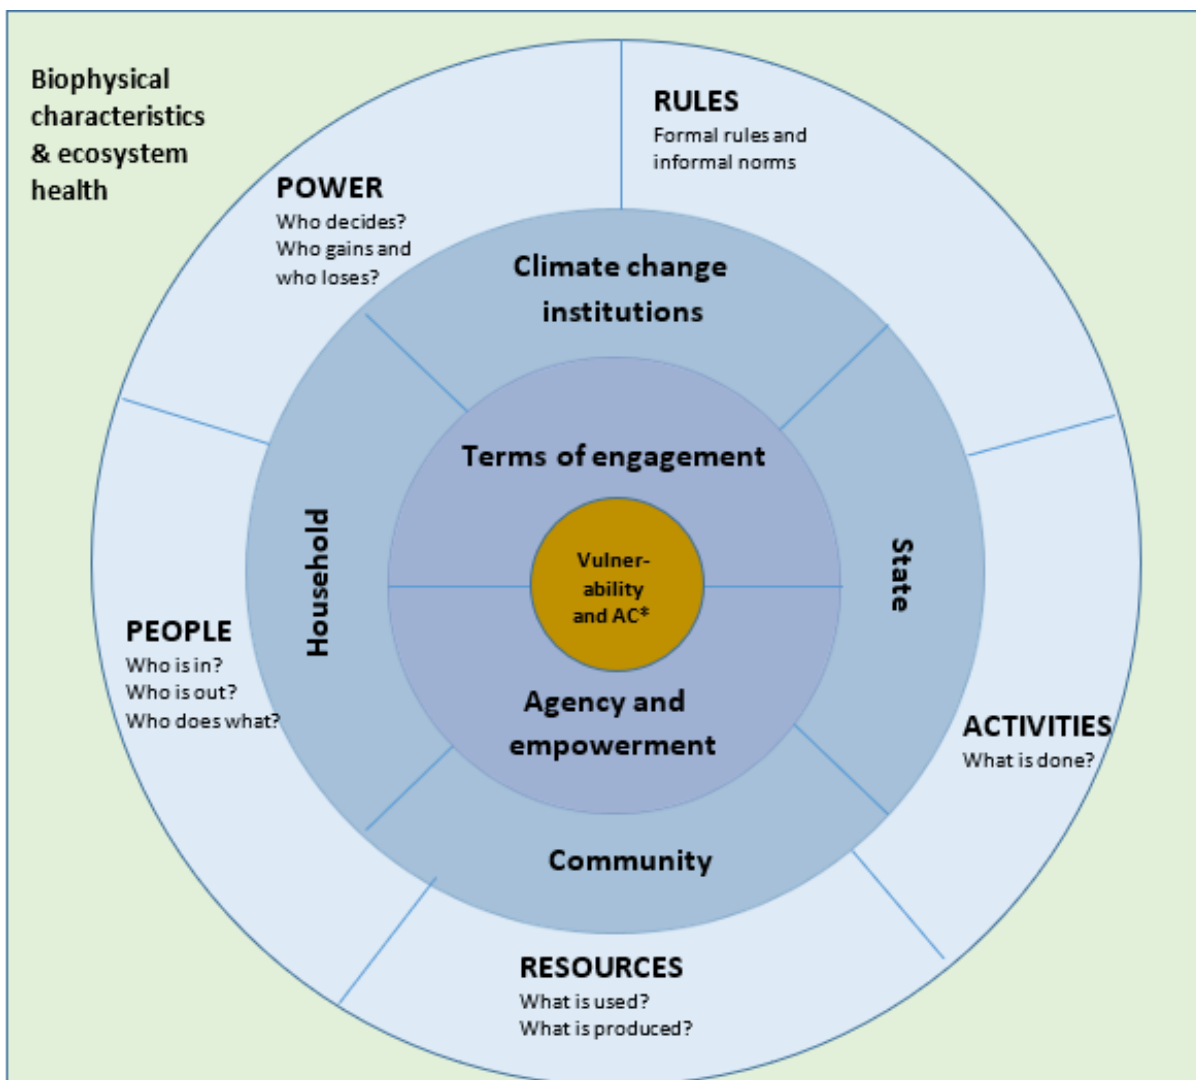 Biophysical
characteristics
& ecosystem
health
RULES
Formal rules and
informal norms
POWER
Who decides?
Who gains and
who loses?
Climate change
institutions
Terms of engagement
Household
State
Vulner-
ability
and AC*
PEOPLE
Who is in?
Who is out?
Who does what?
Agency and
empowerment
ACTIVITIES
What is done?
Community
RESOURCES
What is used?
What is produced?